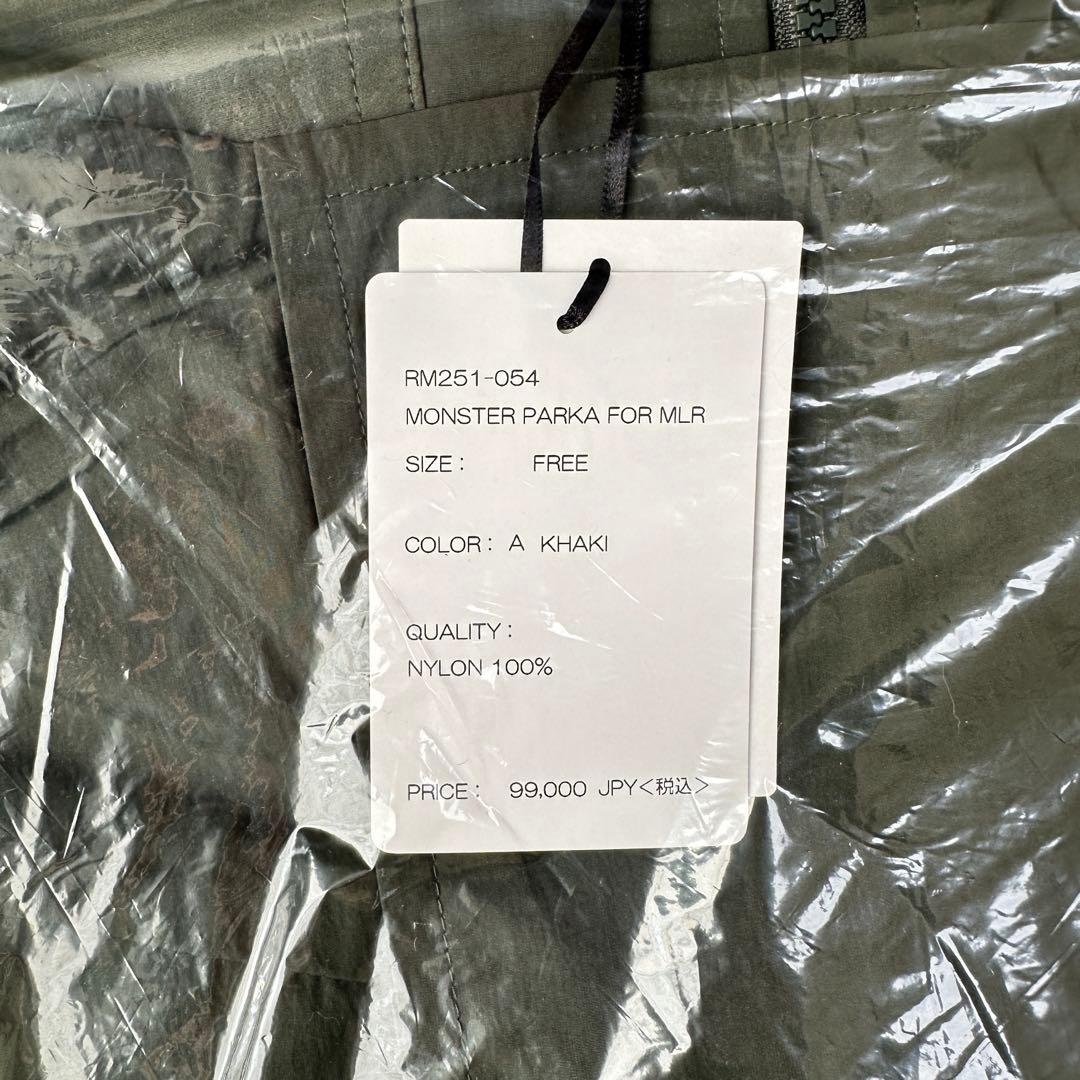 RM251-054
MONSTER PARKA FOR MLR
SIZE : FREE
COLOR : A KHAKI
QUALITY :
NYLON 100%
PRICE : 99,000 JPY<税込>